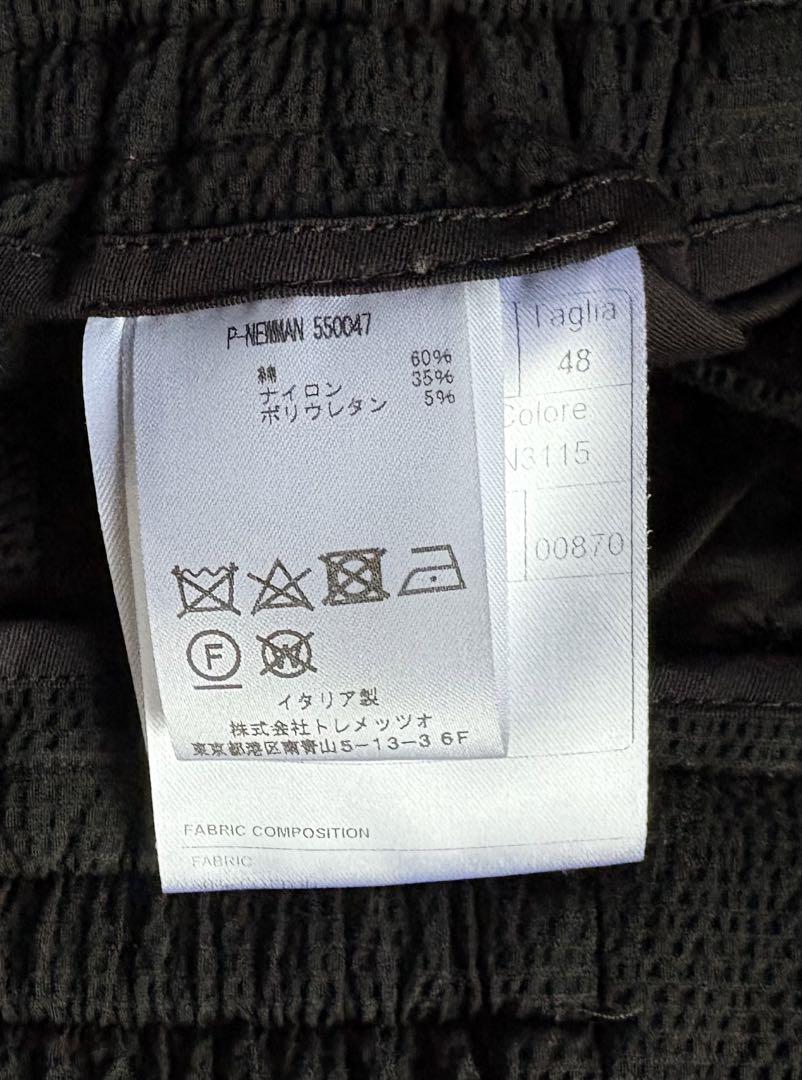 P-NEWMAN 550047
綿 60%
ナイロン 35%
ポリウレタン 5%
F
W
イタリア製
株式会社トレメッツオ
東京都港区南青山5-13-3 6F
Taglia
48
Colore
N3115
00870
FABRIC COMPOSITION
FABRIC